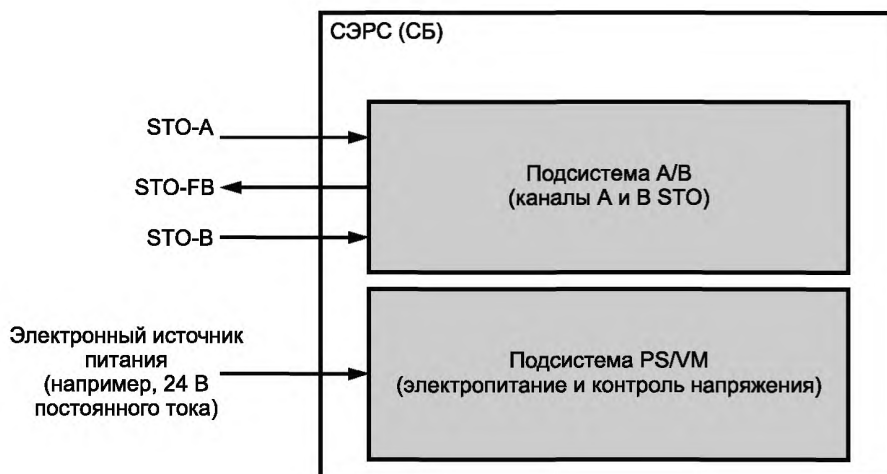 СЭРС (СБ)
STO-A
STO-FB
STO-B
Подсистема А/В
(каналы А и В STO)
Электронный источник
питания
(например, 24 В
постоянного тока)
Подсистема PS/VM
(электропитание и контроль напряжения)